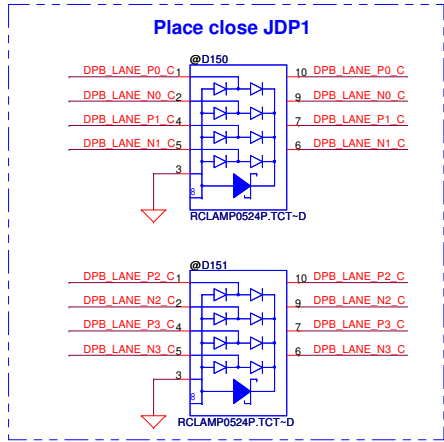 Place close JDP1
@D150
DPB_LANE_P0_C 1 10 DPB_LANE_P0_C
DPB_LANE_N0_C 2 9 DPB_LANE_N0_C
DPB_LANE_P1_C 4 7 DPB_LANE_P1_C
DPB_LANE_N1_C 5 6 DPB_LANE_N1_C
3
8
RCLAMP0524P.TCT~D
@D151
DPB_LANE_P2_C 1 10 DPB_LANE_P2_C
DPB_LANE_N2_C 2 9 DPB_LANE_N2_C
DPB_LANE_P3_C 4 7 DPB_LANE_P3_C
DPB_LANE_N3_C 5 6 DPB_LANE_N3_C
3
8
RCLAMP0524P.TCT~D